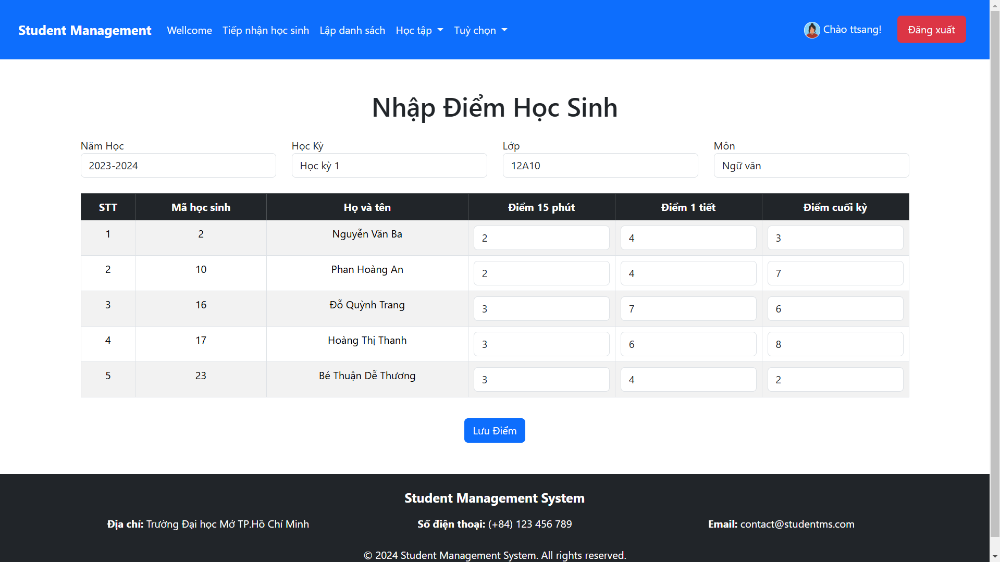 Student Management Wellcome Tiếp nhận học sinh Lập danh sách Học tập Tuỳ chọn Chào ttsang! Đăng xuất
Nhập Điểm Học Sinh
Năm Học Học Kỳ Lớp Môn
2023-2024 Học kỳ 1 12A10 Ngữ văn
STT Mã học sinh Họ và tên Điểm 15 phút Điểm 1 tiết Điểm cuối kỳ
1 2 Nguyễn Văn Ba 2 4 3
2 10 Phan Hoàng An 2 4 7
3 16 Đỗ Quỳnh Trang 3 7 6
4 17 Hoàng Thị Thanh 3 6 8
5 23 Bé Thuận Dễ Thương 3 4 2
Lưu Điểm
Student Management System
Địa chỉ: Trường Đại học Mở TP.Hồ Chí Minh Số điện thoại: (+84) 123 456 789 Email: contact@studentms.com
© 2024 Student Management System. All rights reserved.